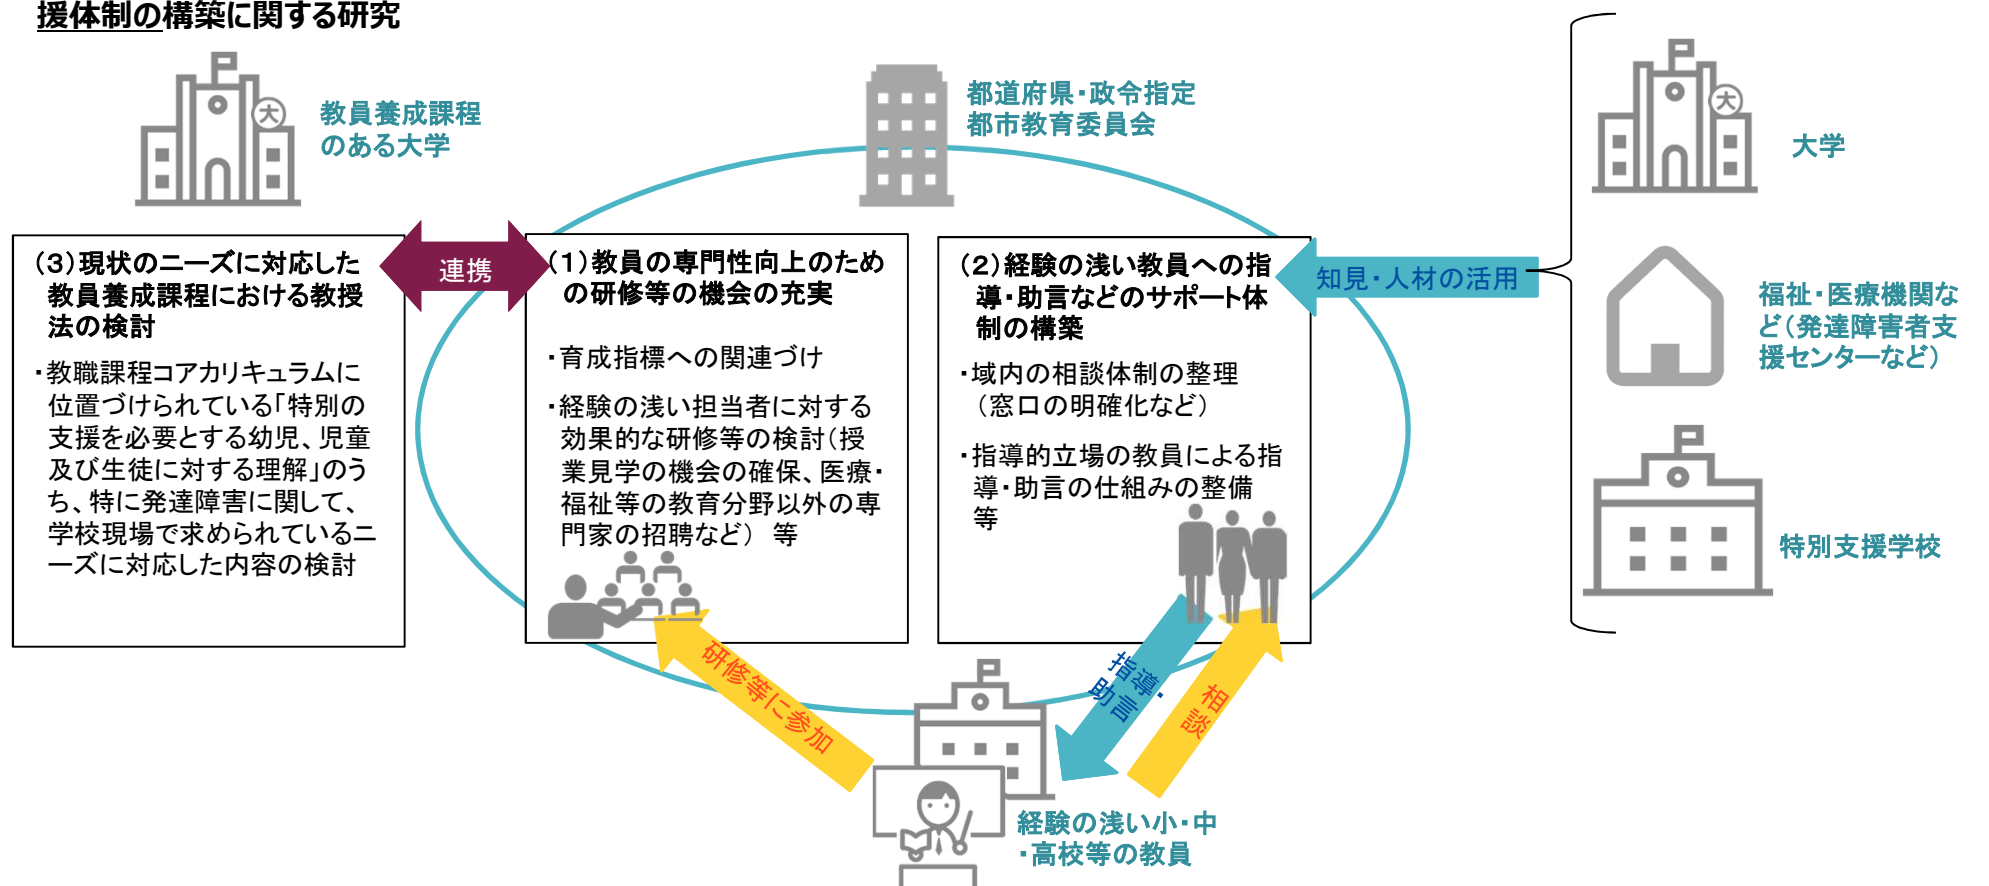 援体制の構築に関する研究
大
教員養成課程
のある大学
都道府県・政令指定
都市教育委員会
大
大学
(3)現状のニーズに対応した
教員養成課程における教授
法の検討
・教職課程コアカリキュラムに
位置づけられている「特別の
支援を必要とする幼児、児童
及び生徒に対する理解」のう
ち、特に発達障害に関して、
学校現場で求められているニ
ーズに対応した内容の検討
連携
(1)教員の専門性向上のため
の研修等の機会の充実
・育成指標への関連づけ
・経験の浅い担当者に対する
効果的な研修等の検討(授
業見学の機会の確保、医療・
福祉等の教育分野以外の専
門家の招聘など) 等
(2)経験の浅い教員への指
導・助言などのサポート体
制の構築
・域内の相談体制の整理
(窓口の明確化など)
・指導的立場の教員による指
導・助言の仕組みの整備
等
知見・人材の活用
福祉・医療機関な
ど(発達障害者支
援センターなど)
特別支援学校
研修等に参加
指導・
助言
相
談
経験の浅い小・中
・高校等の教員